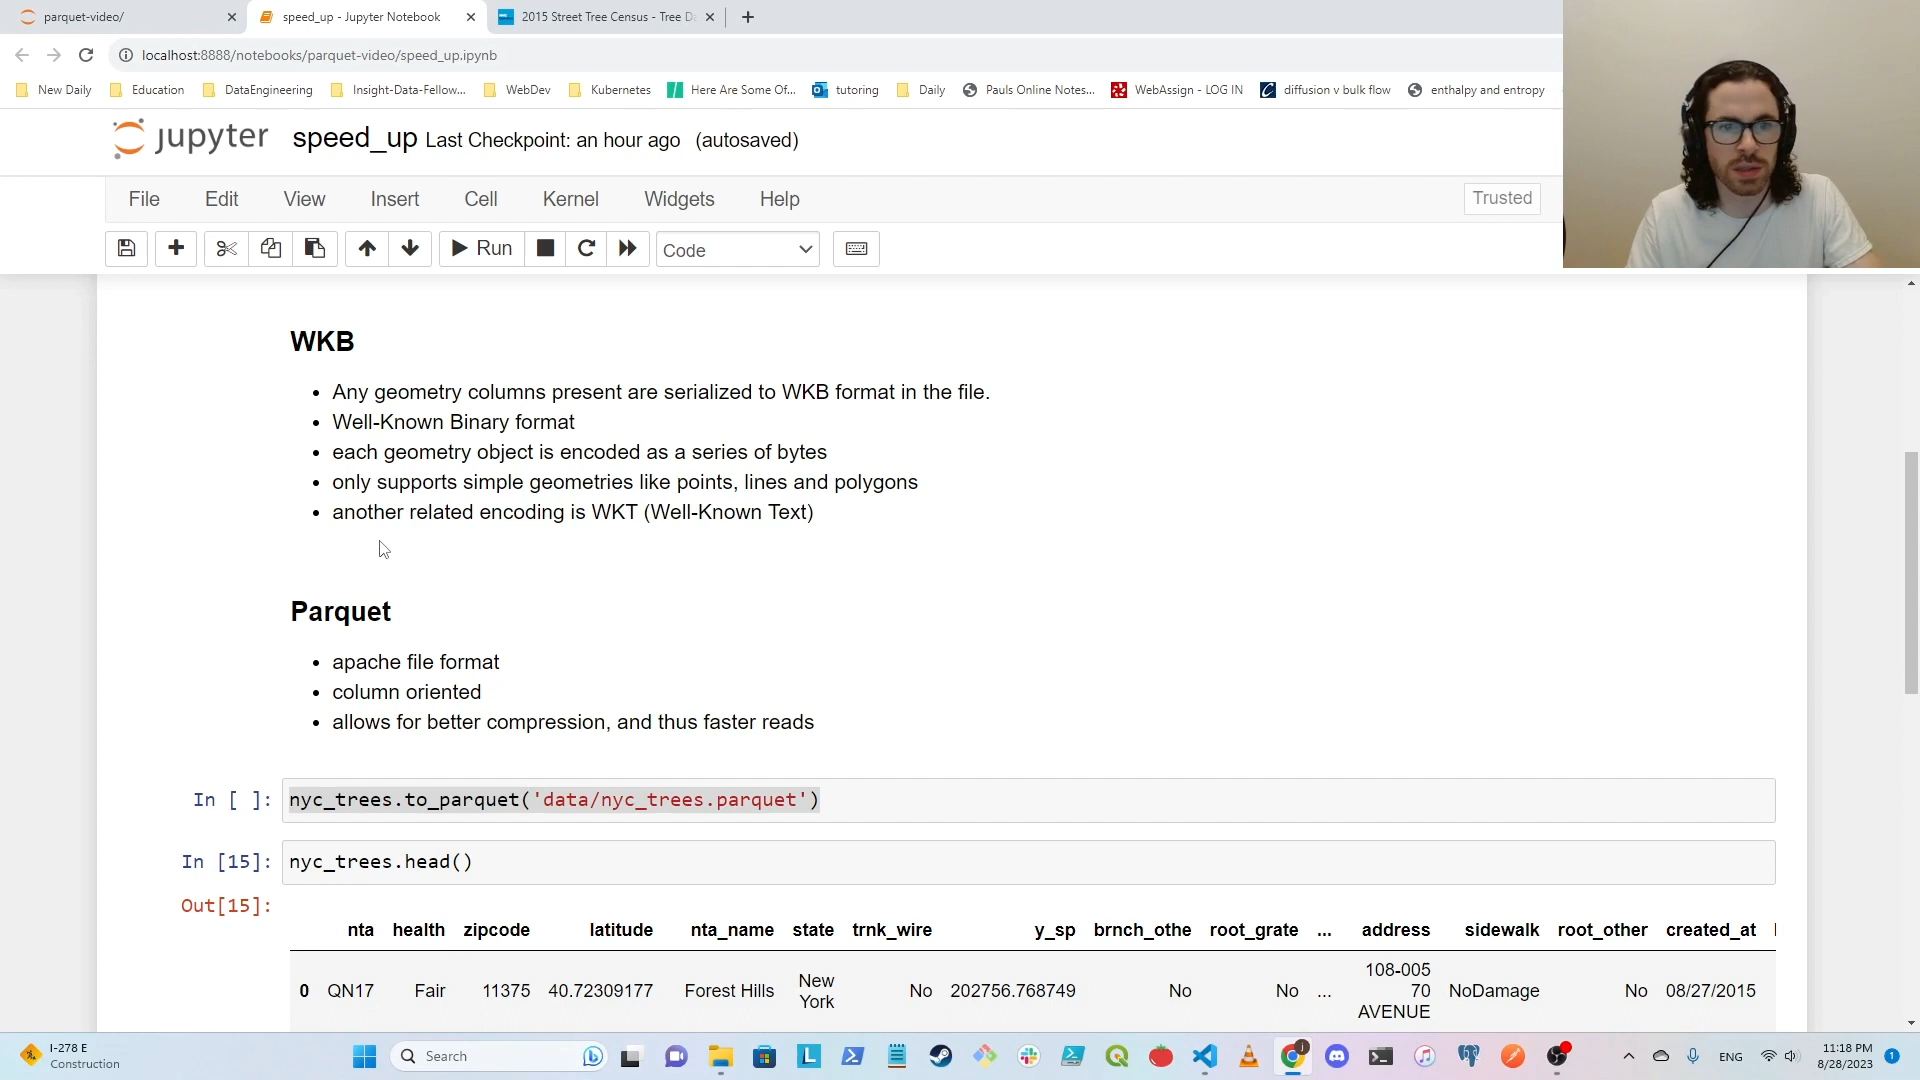 parquet-video/
speed_up - Jupyter Notebook
2015 Street Tree Census - Tree Da
localhost:8888/notebooks/parquet-video/speed_up.ipynb
New Daily
Education
DataEngineering
Insight-Data-Fellow...
WebDev
Kubernetes
Here Are Some Of...
tutoring
Daily
Pauls Online Notes...
WebAssign - LOG IN
diffusion v bulk flow
enthalpy and entropy
jupyter
speed_up Last Checkpoint: an hour ago (autosaved)
File Edit View Insert Cell Kernel Widgets Help
Trusted
Run
Code
WKB
• Any geometry columns present are serialized to WKB format in the file.
• Well-Known Binary format
• each geometry object is encoded as a series of bytes
• only supports simple geometries like points, lines and polygons
• another related encoding is WKT (Well-Known Text)
Parquet
• apache file format
• column oriented
• allows for better compression, and thus faster reads
In [ ]: nyc_trees.to_parquet('data/nyc_trees.parquet')
In [15]: nyc_trees.head()
Out[15]:
nta health zipcode latitude nta_name state trnk_wire y_sp brnch_othe root_grate ... address sidewalk root_other created_at
0 QN17 Fair 11375 40.72309177 Forest Hills New York No 202756.768749 No No ... 108-005 70 AVENUE NoDamage No 08/27/2015
I-278 E
Construction
Search
ENG
11:18 PM
8/28/2023
1